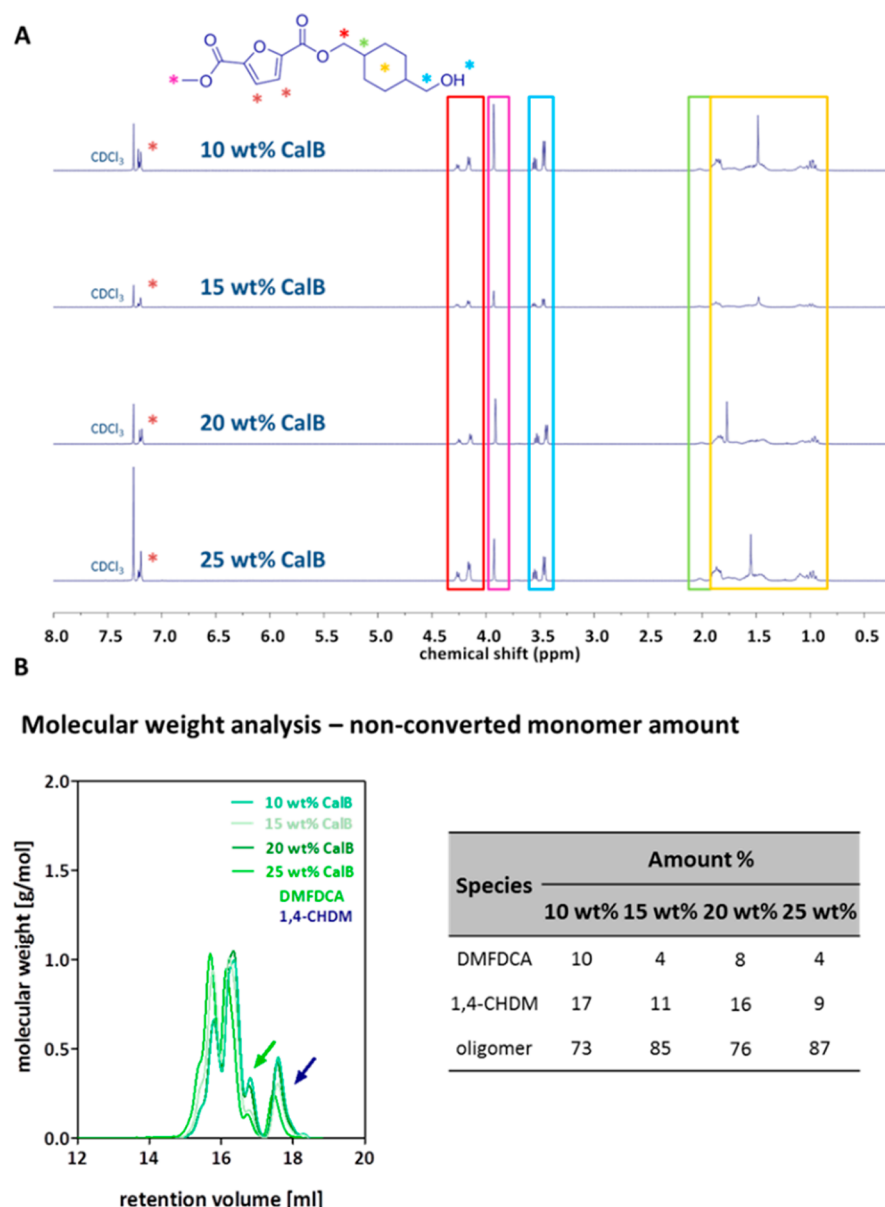 A
O
O
O
O
O
OH
CDCl3
10 wt% CalB
CDCl3
15 wt% CalB
CDCl3
20 wt% CalB
CDCl3
25 wt% CalB
8.0 7.5 7.0 6.5 6.0 5.5 5.0 4.5 4.0 3.5 3.0 2.5 2.0 1.5 1.0 0.5
chemical shift (ppm)
B
Molecular weight analysis – non-converted monomer amount
molecular weight [g/mol]
2.0
1.5
1.0
0.5
0.0
10 wt% CalB
15 wt% CalB
20 wt% CalB
25 wt% CalB
DMFDCA
1,4-CHDM
12 14 16 18 20
retention volume [ml]
Species Amount %
10 wt% 15 wt% 20 wt% 25 wt%
DMFDCA 10 4 8 4
1,4-CHDM 17 11 16 9
oligomer 73 85 76 87